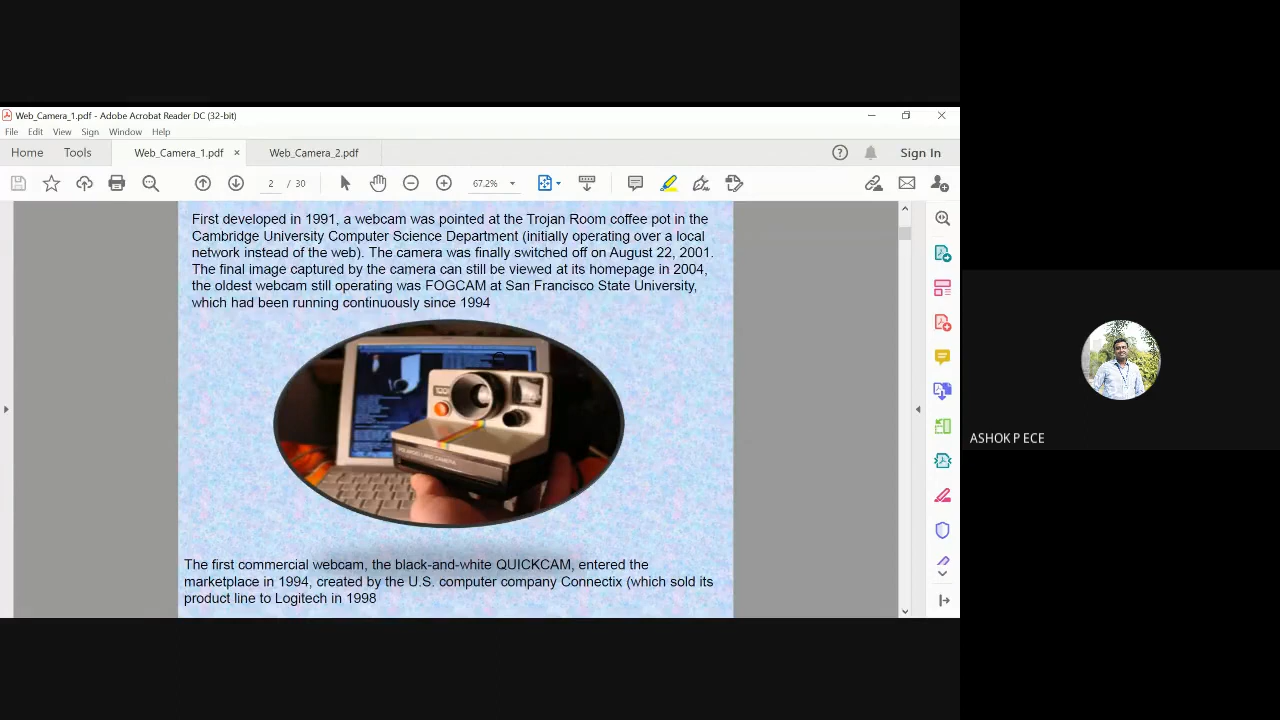 Web_Camera_1.pdf - Adobe Acrobat Reader DC (32-bit)
File Edit View Sign Window Help
Home Tools Web_Camera_1.pdf × Web_Camera_2.pdf Sign In
2 / 30 67.2%
First developed in 1991, a webcam was pointed at the Trojan Room coffee pot in the
Cambridge University Computer Science Department (initially operating over a local
network instead of the web). The camera was finally switched off on August 22, 2001.
The final image captured by the camera can still be viewed at its homepage in 2004,
the oldest webcam still operating was FOGCAM at San Francisco State University,
which had been running continuously since 1994
POLAROID LAND CAMERA
The first commercial webcam, the black-and-white QUICKCAM, entered the
marketplace in 1994, created by the U.S. computer company Connectix (which sold its
product line to Logitech in 1998
ASHOK P ECE